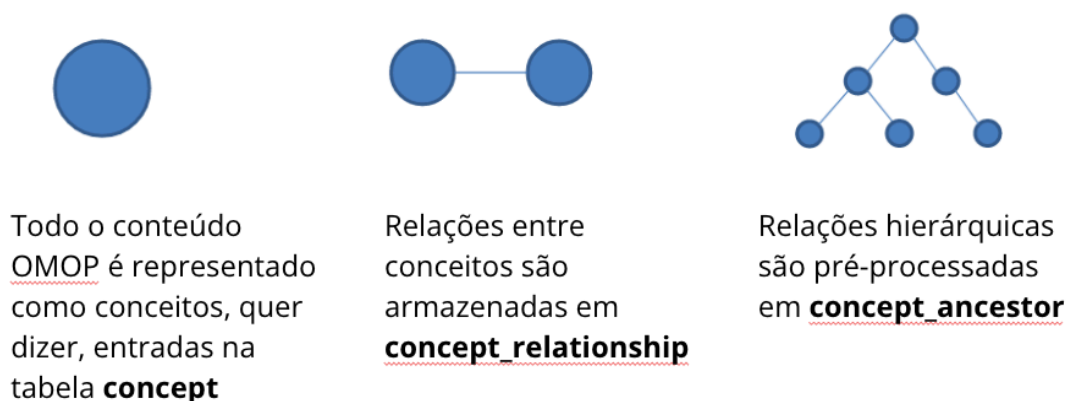 Todo o conteúdo
OMOP é representado
como conceitos, quer
dizer, entradas na
tabela concept
Relações entre
conceitos são
armazenadas em
concept_relationship
Relações hierárquicas
são pré-processadas
em concept_ancestor